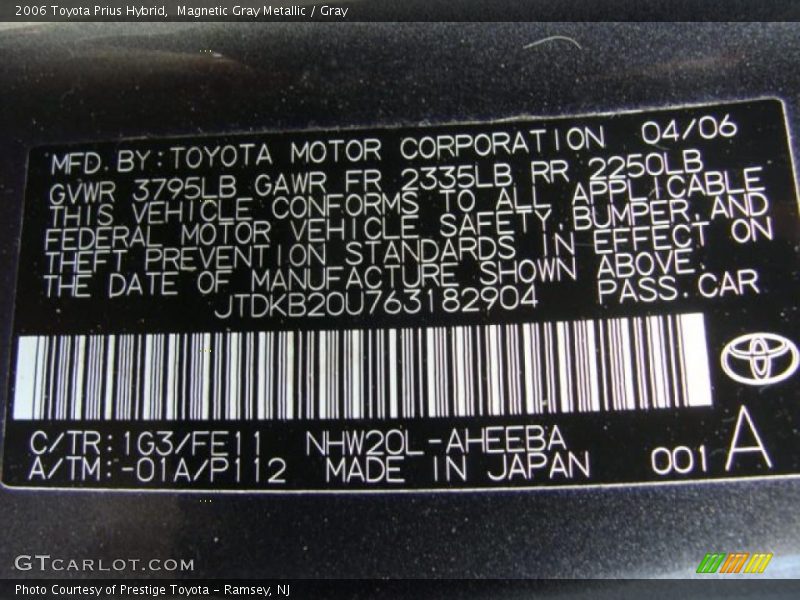 2006 Toyota Prius Hybrid,  Magnetic Gray Metallic / Gray
MFD. BY: TOYOTA MOTOR CORPORATION 04/06
GVWR 3795LB GAWR FR 2335LB RR 2250LB
THIS VEHICLE CONFORMS TO ALL APPLICABLE
FEDERAL MOTOR VEHICLE SAFETY, BUMPER, AND
THEFT PREVENTION STANDARDS IN EFFECT ON
THE DATE OF MANUFACTURE SHOWN ABOVE.
JTDKB20U763182904 PASS. CAR
C/TR: 1G3/FE11 NHW20L-AHEEBA
A/TM: -01A/P112 MADE IN JAPAN 001 A
GTCARLOT.COM
Photo Courtesy of Prestige Toyota - Ramsey, NJ